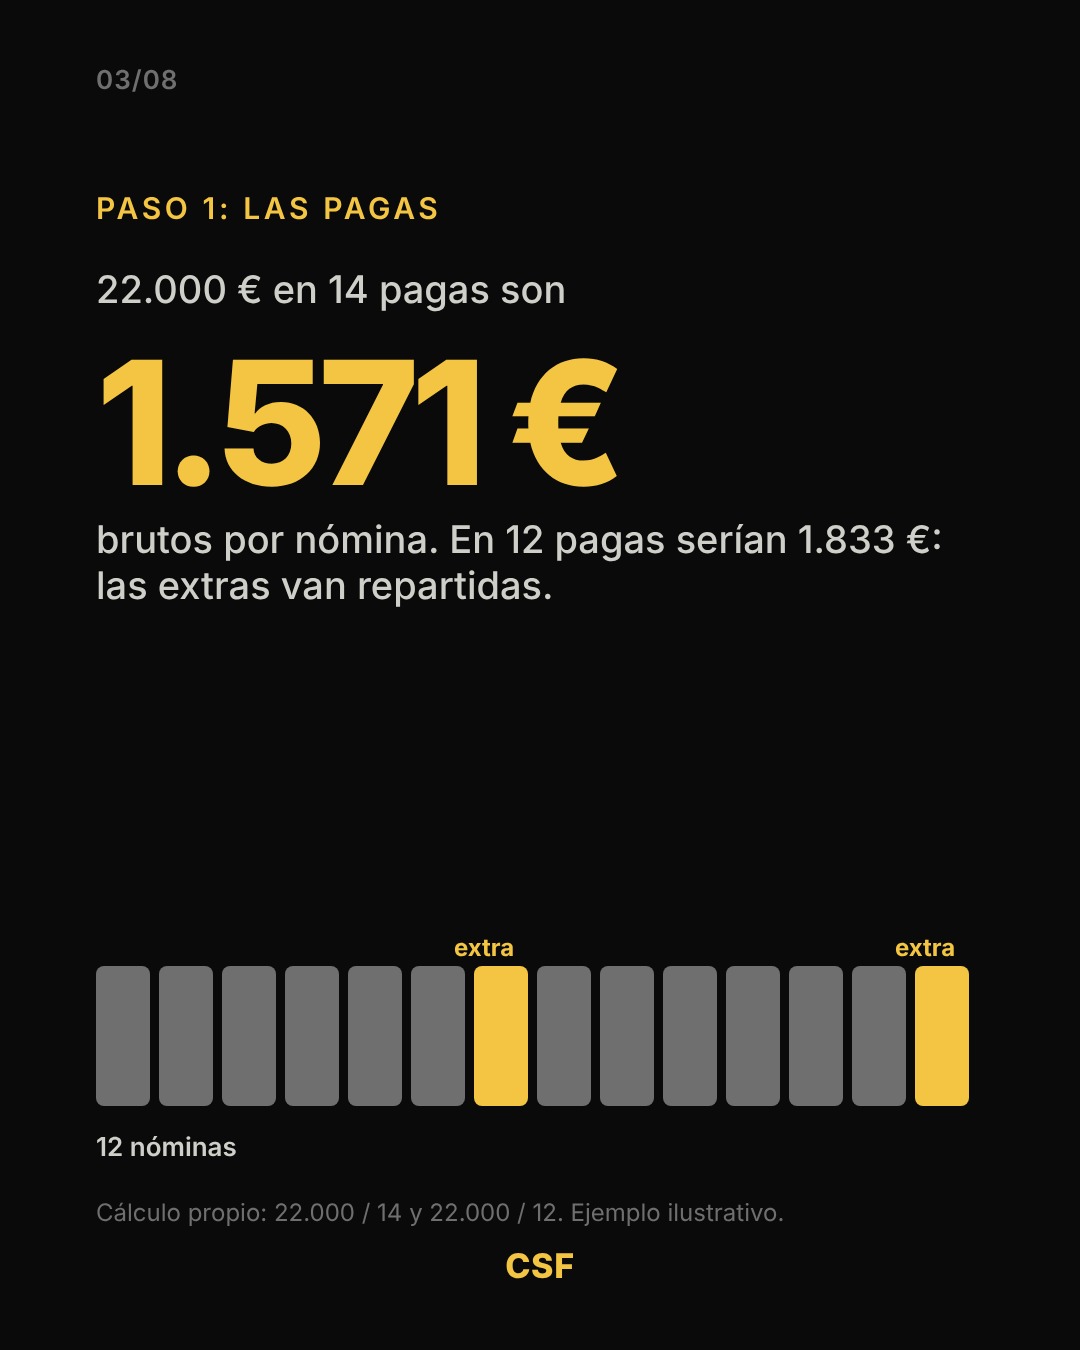 03/08
PASO 1: LAS PAGAS
22.000 € en 14 pagas son
1.571 €
brutos por nómina. En 12 pagas serían 1.833 €:
las extras van repartidas.
extra
extra
12 nóminas
Cálculo propio: 22.000 / 14 y 22.000 / 12. Ejemplo ilustrativo.
CSF